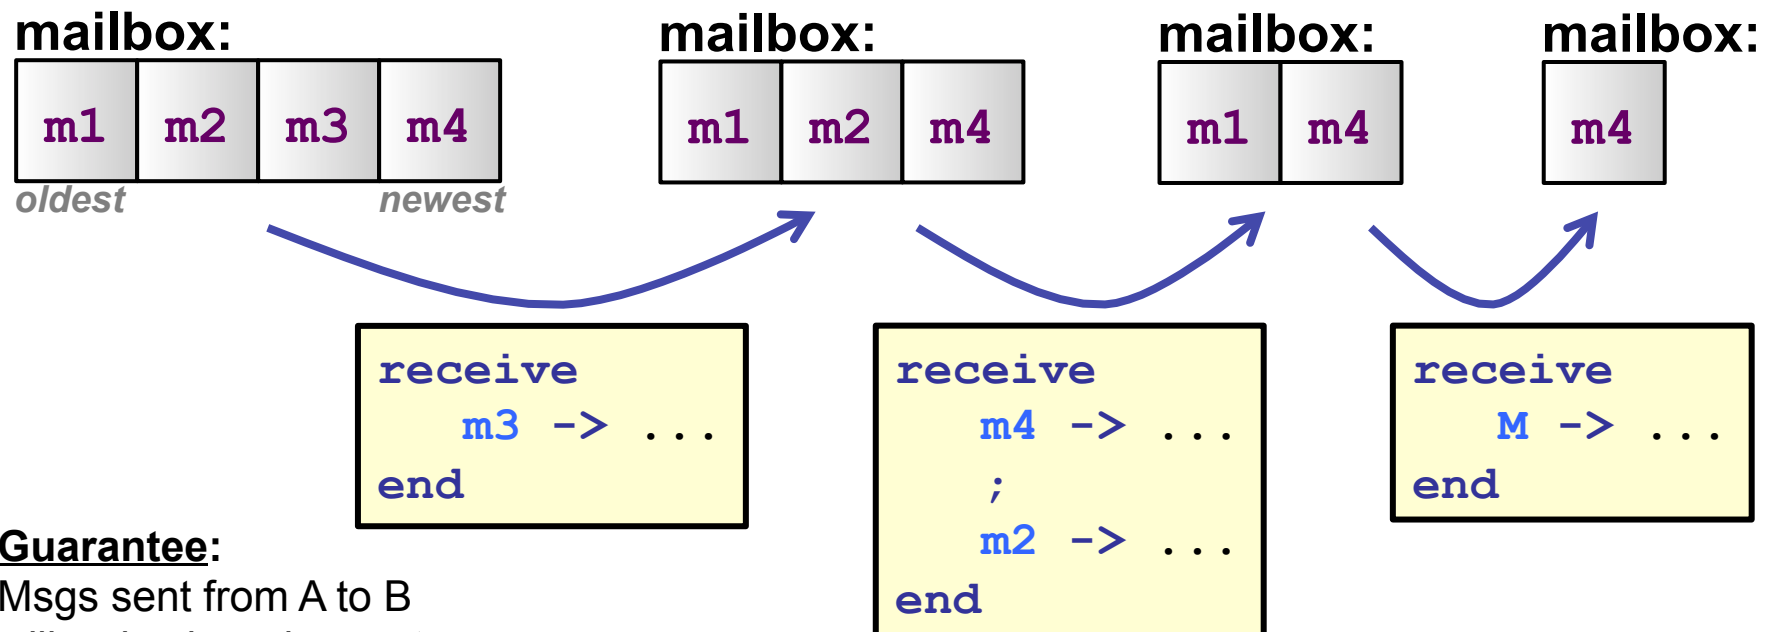 mailbox: mailbox: mailbox: mailbox:
m1 m2 m3 m4 m1 m2 m4 m1 m4 m4
oldest newest
receive
m3 -> ...
end
receive
m4 -> ...
;
m2 -> ...
end
receive
M -> ...
end
Guarantee:
Msgs sent from A to B